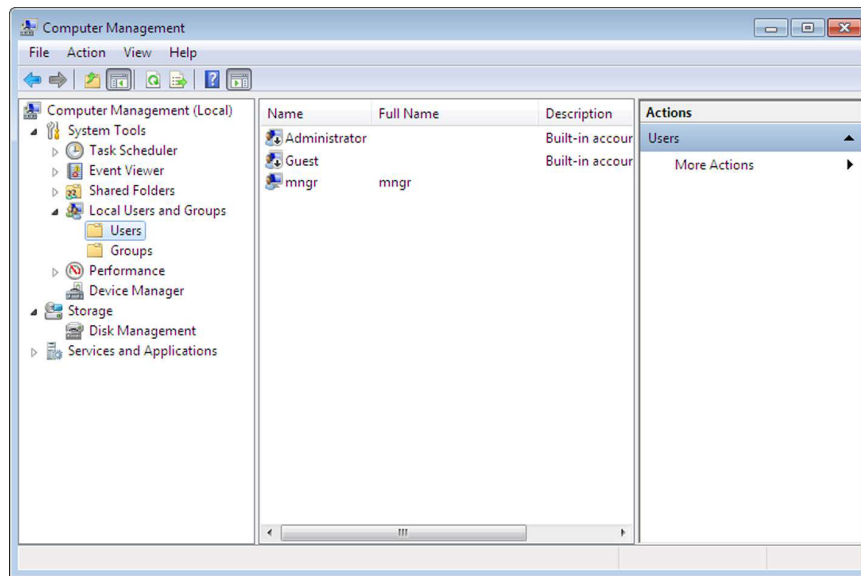 Computer Management
File Action View Help
Computer Management (Local)
System Tools
Task Scheduler
Event Viewer
Shared Folders
Local Users and Groups
Users
Groups
Performance
Device Manager
Storage
Disk Management
Services and Applications
Name Full Name Description
Administrator Built-in accour
Guest Built-in accour
mngr mngr
Actions
Users
More Actions